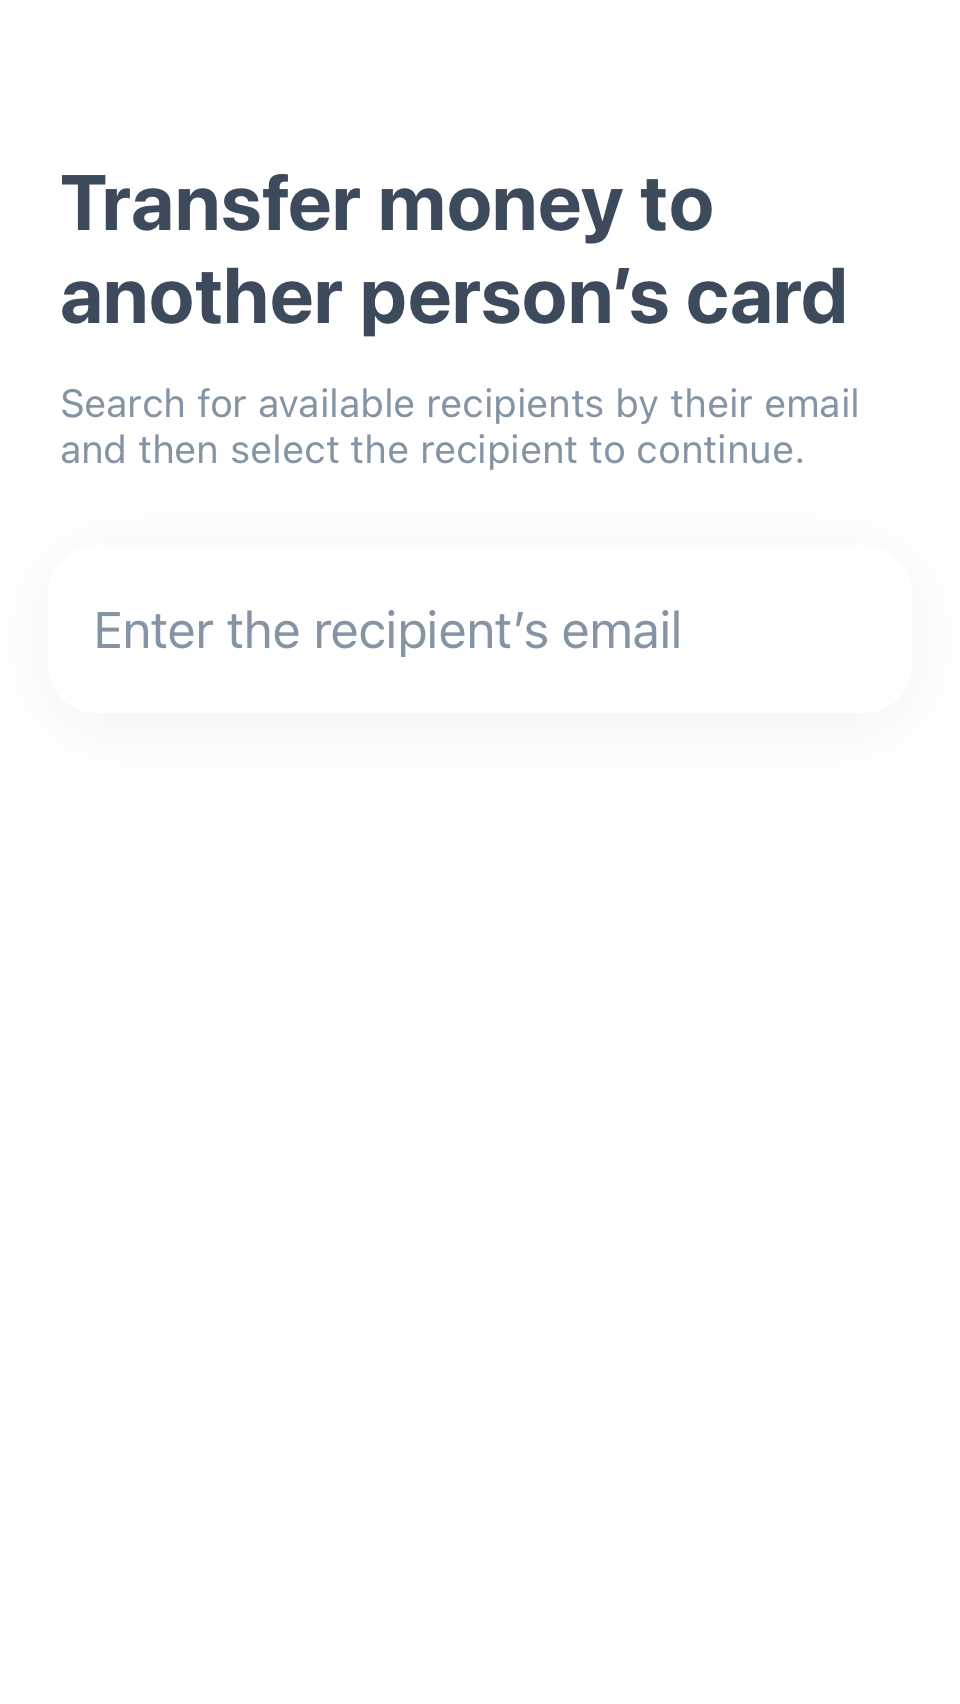 Transfer money to
another person’s card
Search for available recipients by their email
and then select the recipient to continue.
Enter the recipient’s email